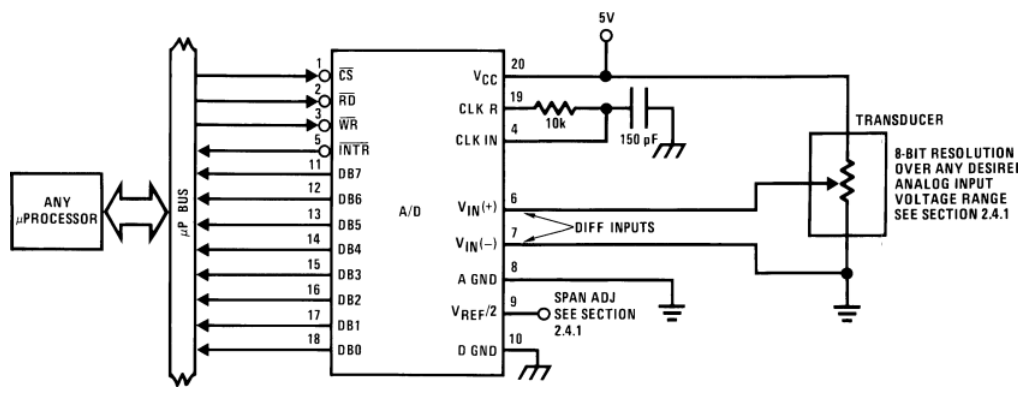 5V
1
CS
2
RD
3
WR
5
INTR
11
DB7
12
DB6
13
DB5
14
DB4
15
DB3
16
DB2
17
DB1
18
DB0
ANY
μPROCESSOR
μP BUS
A/D
20
VCC
19
CLK R
10k
4
CLK IN
150 pF
6
VIN(+)
DIFF INPUTS
7
VIN(−)
8
A GND
9
VREF/2
SPAN ADJ
SEE SECTION
2.4.1
10
D GND
TRANSDUCER
8-BIT RESOLUTION
OVER ANY DESIRED
ANALOG INPUT
VOLTAGE RANGE
SEE SECTION 2.4.1